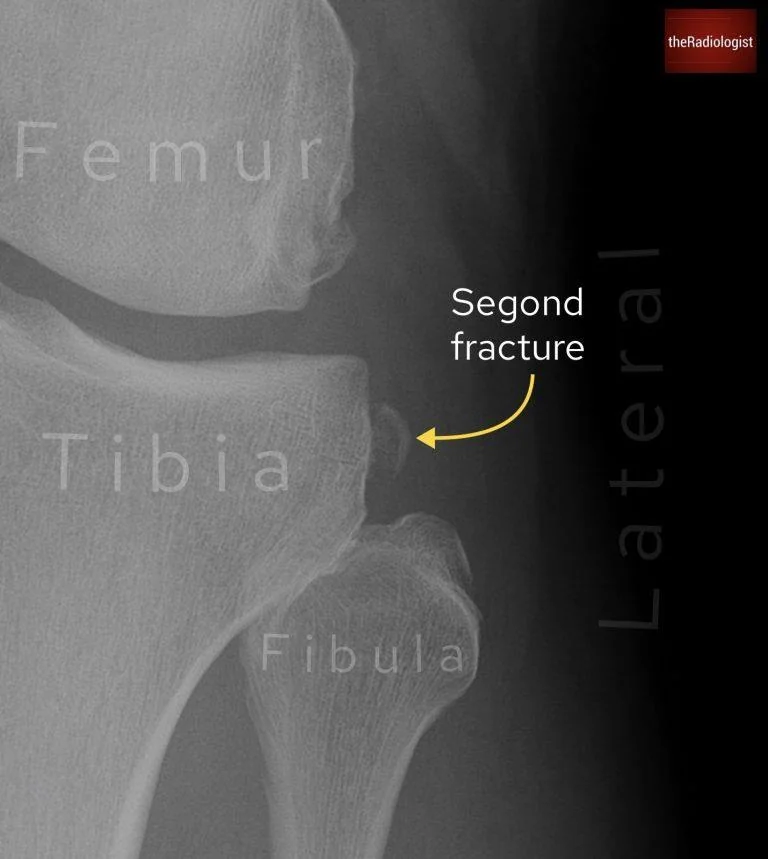 theRadiologist
Femur
Segond
fracture
Lateral
Tibia
Fibula